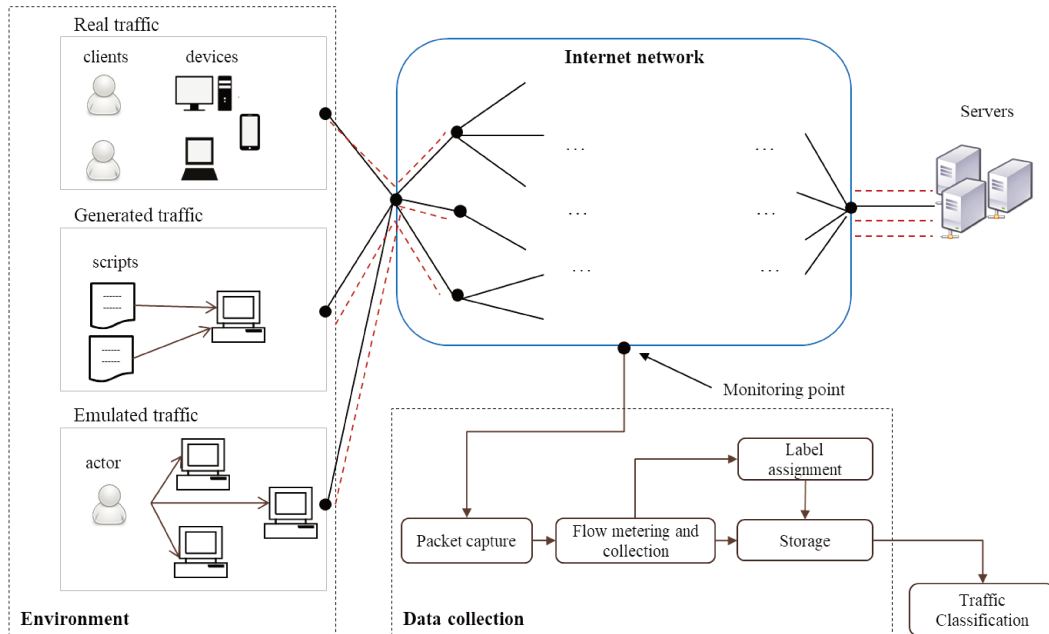 Real traffic
clients
devices
Generated traffic
scripts
Emulated traffic
actor
Environment
Internet network
...
...
...
...
...
...
Servers
Monitoring point
Label
assignment
Packet capture
Flow metering and
collection
Storage
Data collection
Traffic
Classification